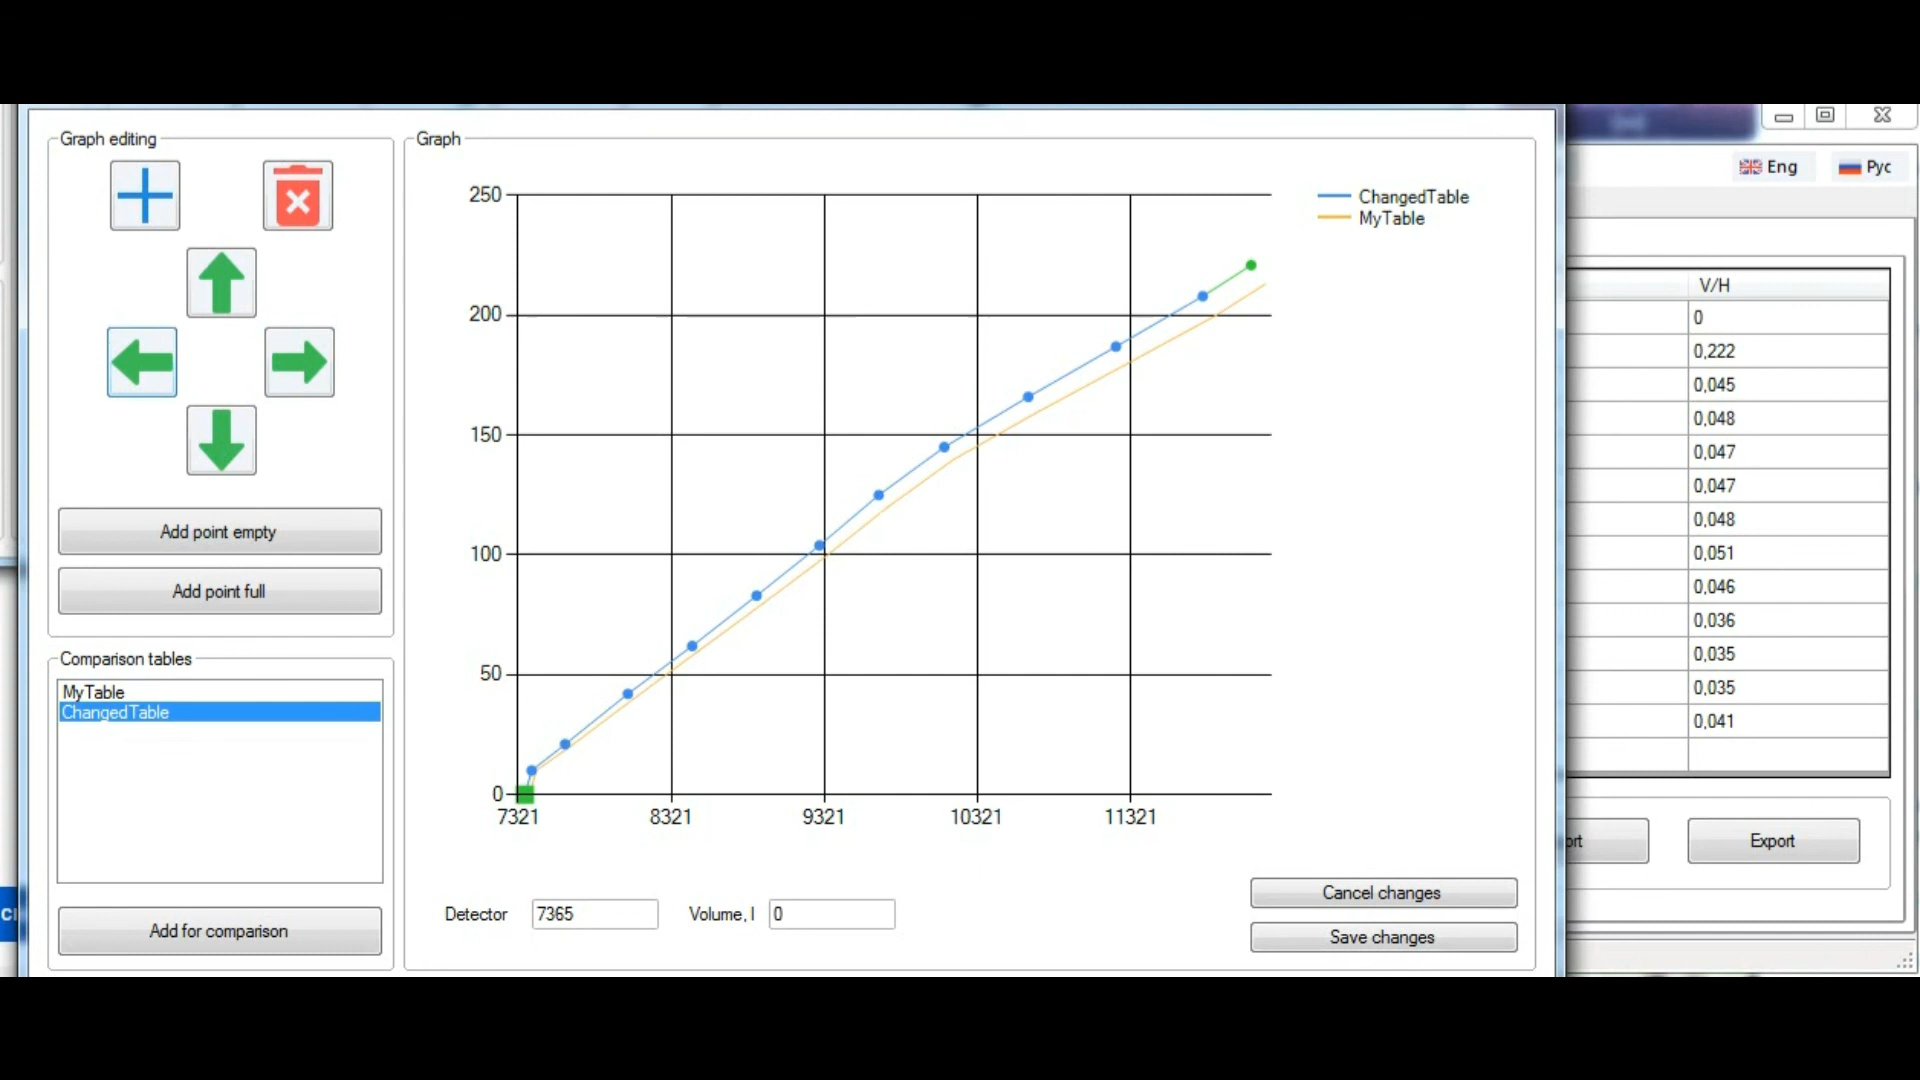 Graph editing
Add point empty
Add point full
Comparison tables
MyTable
ChangedTable
Add for comparison
Graph
250
200
150
100
50
0
7321
8321
9321
10321
11321
ChangedTable
MyTable
Detector
7365
Volume, l
0
Cancel changes
Save changes
Eng
Рус
V/H
0
0,222
0,045
0,048
0,047
0,047
0,048
0,051
0,046
0,036
0,035
0,035
0,041
Export